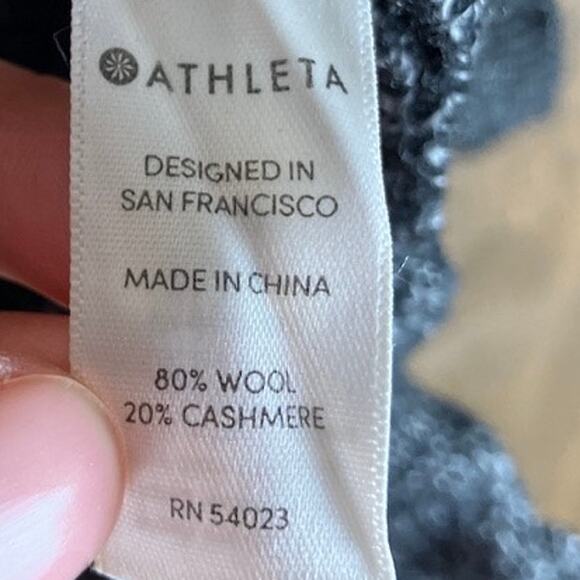 ATHLETA
DESIGNED IN
SAN FRANCISCO
MADE IN CHINA
80% WOOL
20% CASHMERE
RN 54023